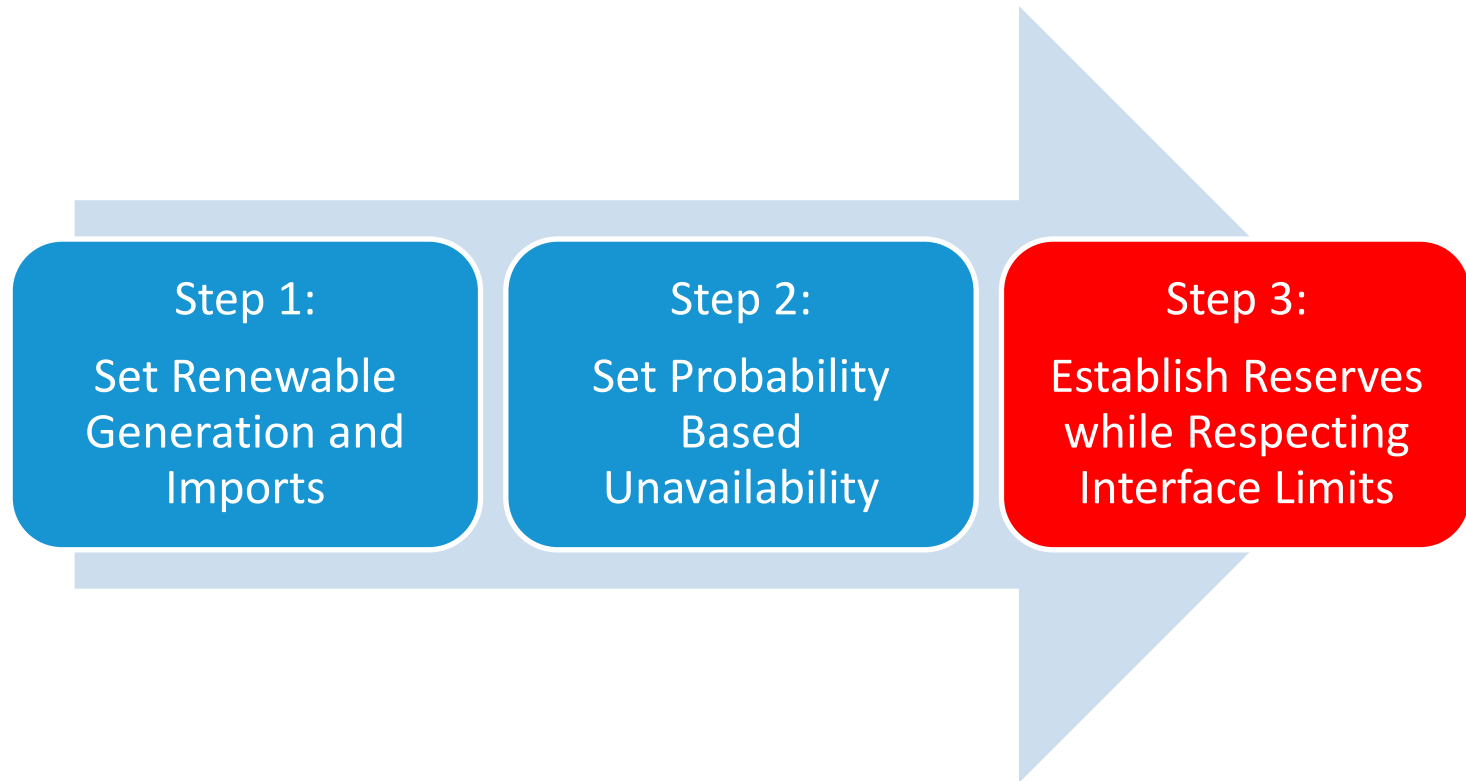 Step 1:
Set Renewable
Generation and
Imports
Step 2:
Set Probability
Based
Unavailability
Step 3:
Establish Reserves
while Respecting
Interface Limits